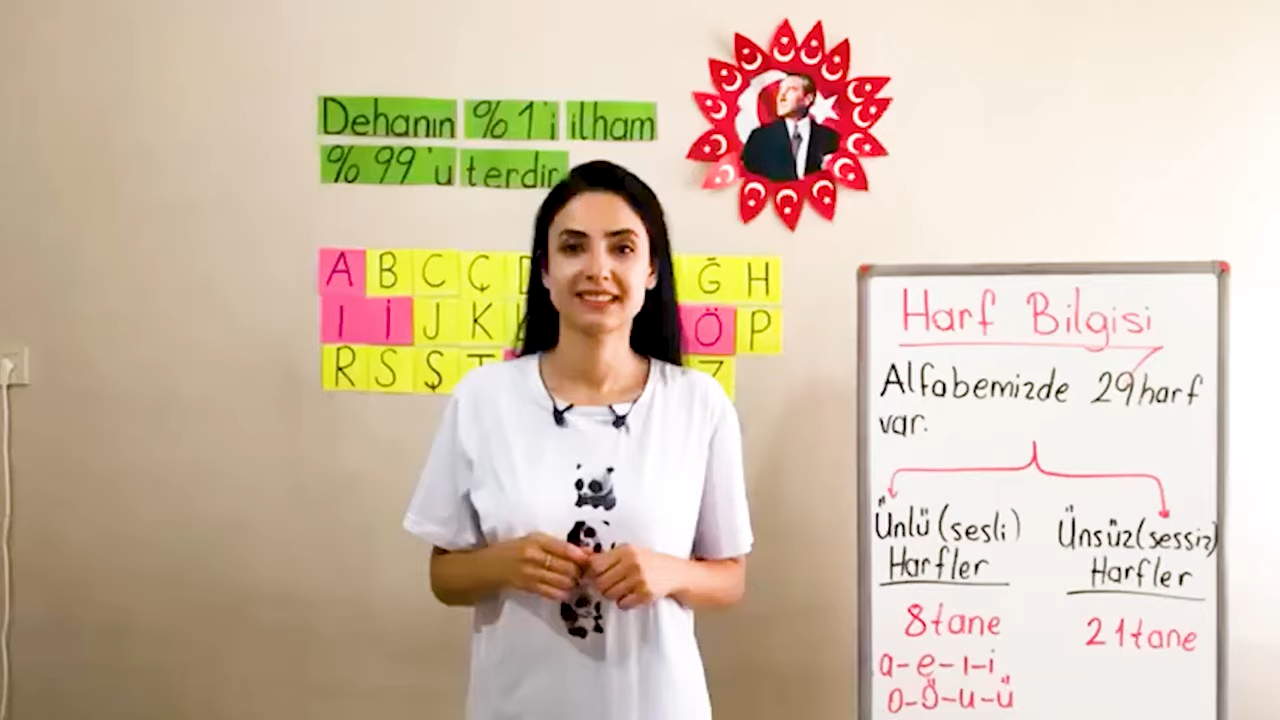 Dehanın %1'i ilham
%99'u terdir
A B C Ç D Ğ H
I İ J K Ö P
R S Ş T Z
Harf Bilgisi
Alfabemizde 29 harf
var.
Ünlü (sesli) Harfler
8 tane
a-e-ı-i
o-ö-u-ü
Ünsüz (sessiz) Harfler
21 tane